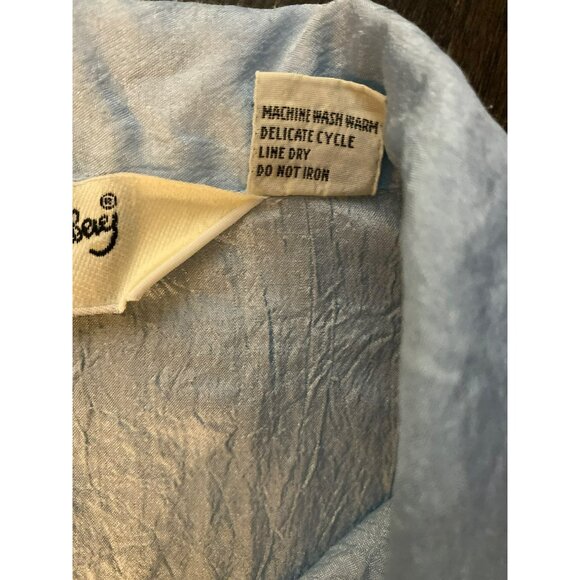 MACHINE WASH WARM
DELICATE CYCLE
LINE DRY
DO NOT IRON
®